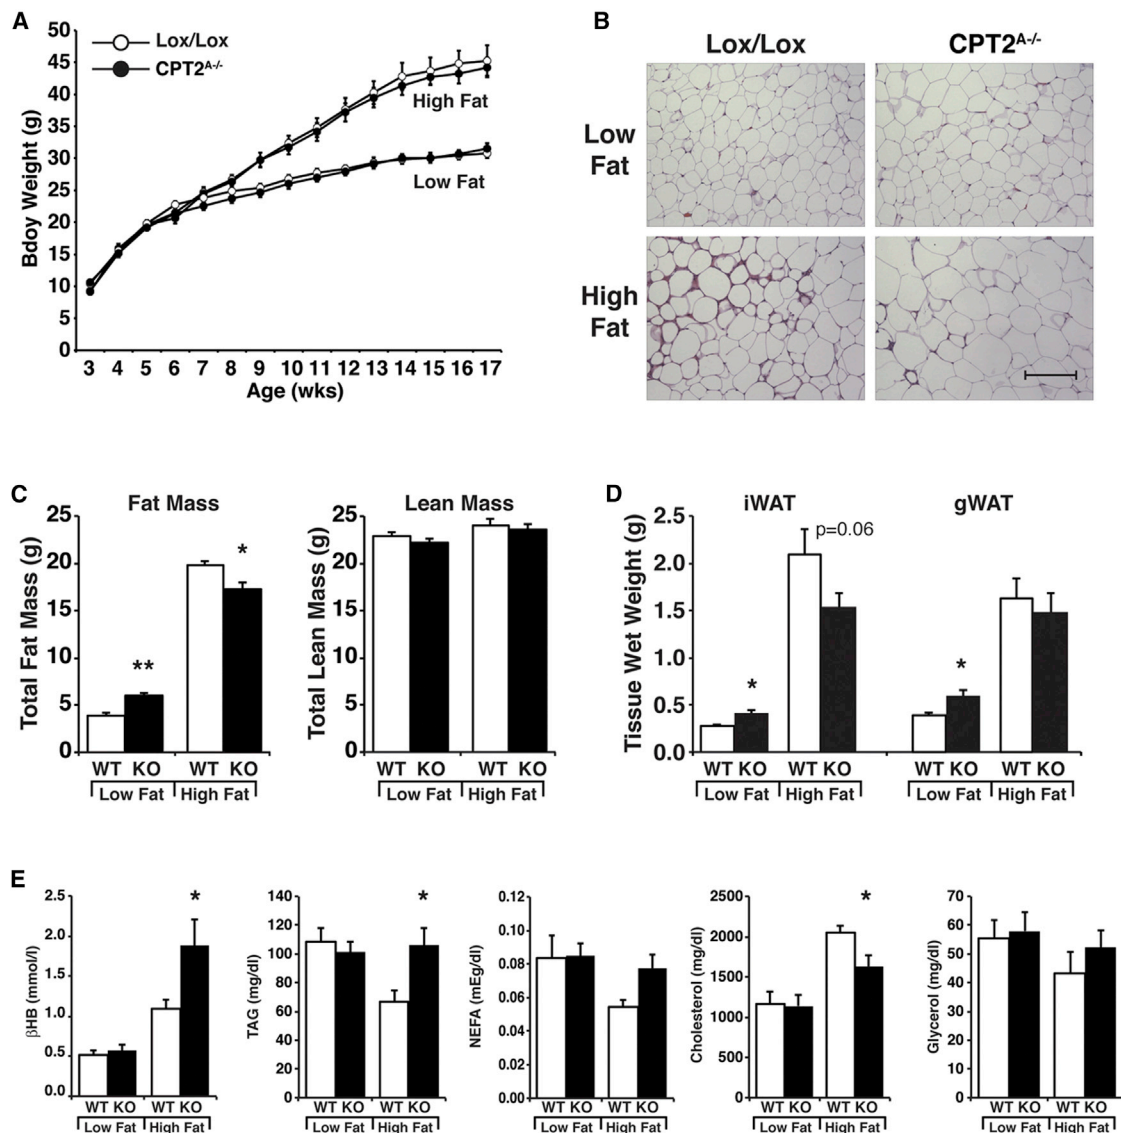 A
50
45
40
35
30
25
20
15
10
5
0
Bdoy Weight (g)
Lox/Lox
CPT2A-/-
High Fat
Low Fat
3 4 5 6 7 8 9 10 11 12 13 14 15 16 17
Age (wks)
B
Lox/Lox CPT2A-/-
Low
Fat
High
Fat
C
Fat Mass
Total Fat Mass (g)
25
20
15
10
5
0
**
*
WT KO WT KO
Low Fat High Fat
Lean Mass
Total Lean Mass (g)
25
20
15
10
5
0
WT KO WT KO
Low Fat High Fat
D
iWAT gWAT
Tissue Wet Weight (g)
2.5
2.0
1.5
1.0
0.5
0.0
*
p=0.06
*
WT KO WT KO WT KO WT KO
Low Fat High Fat Low Fat High Fat
E
βHB (mmol/l)
2.5
2.0
1.5
1.0
0.5
0.0
*
WT KO WT KO
Low Fat High Fat
TAG (mg/dl)
140
120
100
80
60
40
20
0
*
WT KO WT KO
Low Fat High Fat
NEFA (mEg/dl)
0.12
0.10
0.08
0.06
0.04
0.02
0.00
WT KO WT KO
Low Fat High Fat
Cholesterol (mg/dl)
2500
2000
1500
1000
500
0
*
WT KO WT KO
Low Fat High Fat
Glycerol (mg/dl)
70
60
50
40
30
20
10
0
WT KO WT KO
Low Fat High Fat